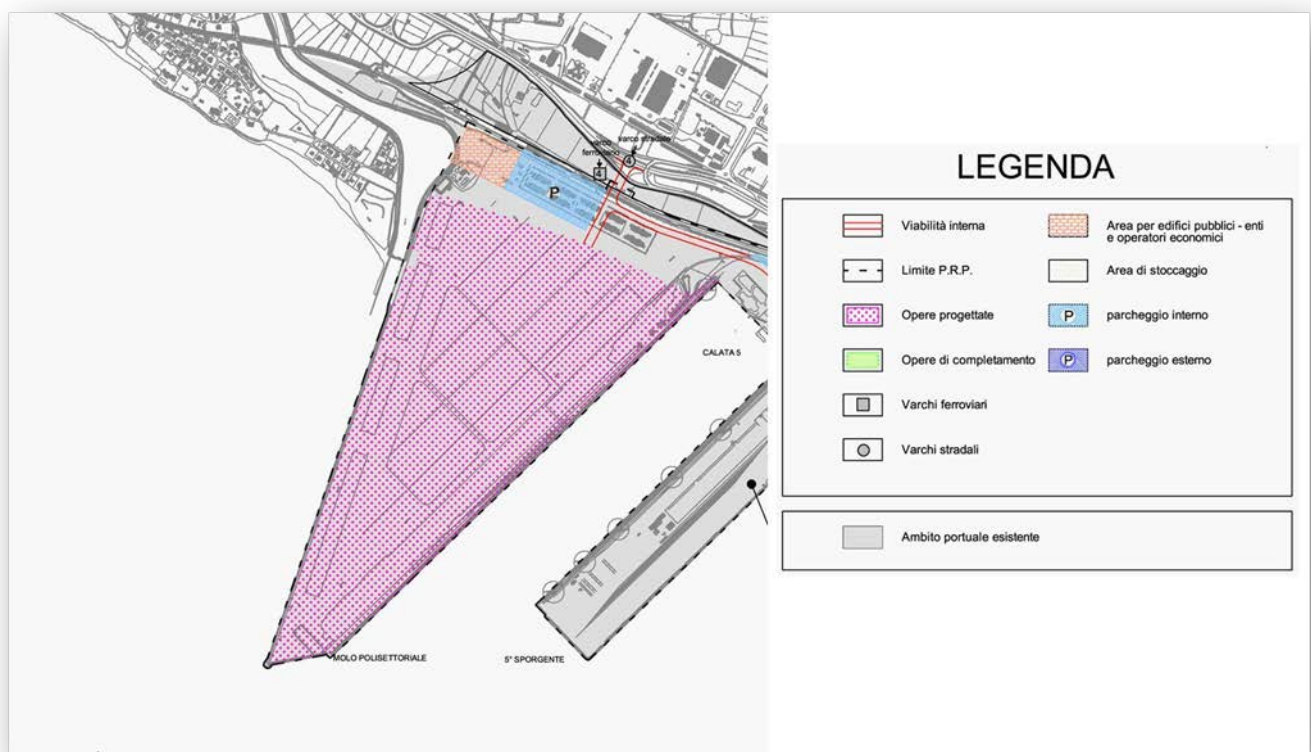 varco stradale
varco
ferroviario
4
4
P
CALATA 5
MOLO POLISETTORIALE
5° SPORGENTE
LEGENDA
Viabilità interna
Area per edifici pubblici - enti
e operatori economici
Limite P.R.P.
Area di stoccaggio
Opere progettate
P
parcheggio interno
Opere di completamento
P
parcheggio esterno
Varchi ferroviari
Varchi stradali
Ambito portuale esistente